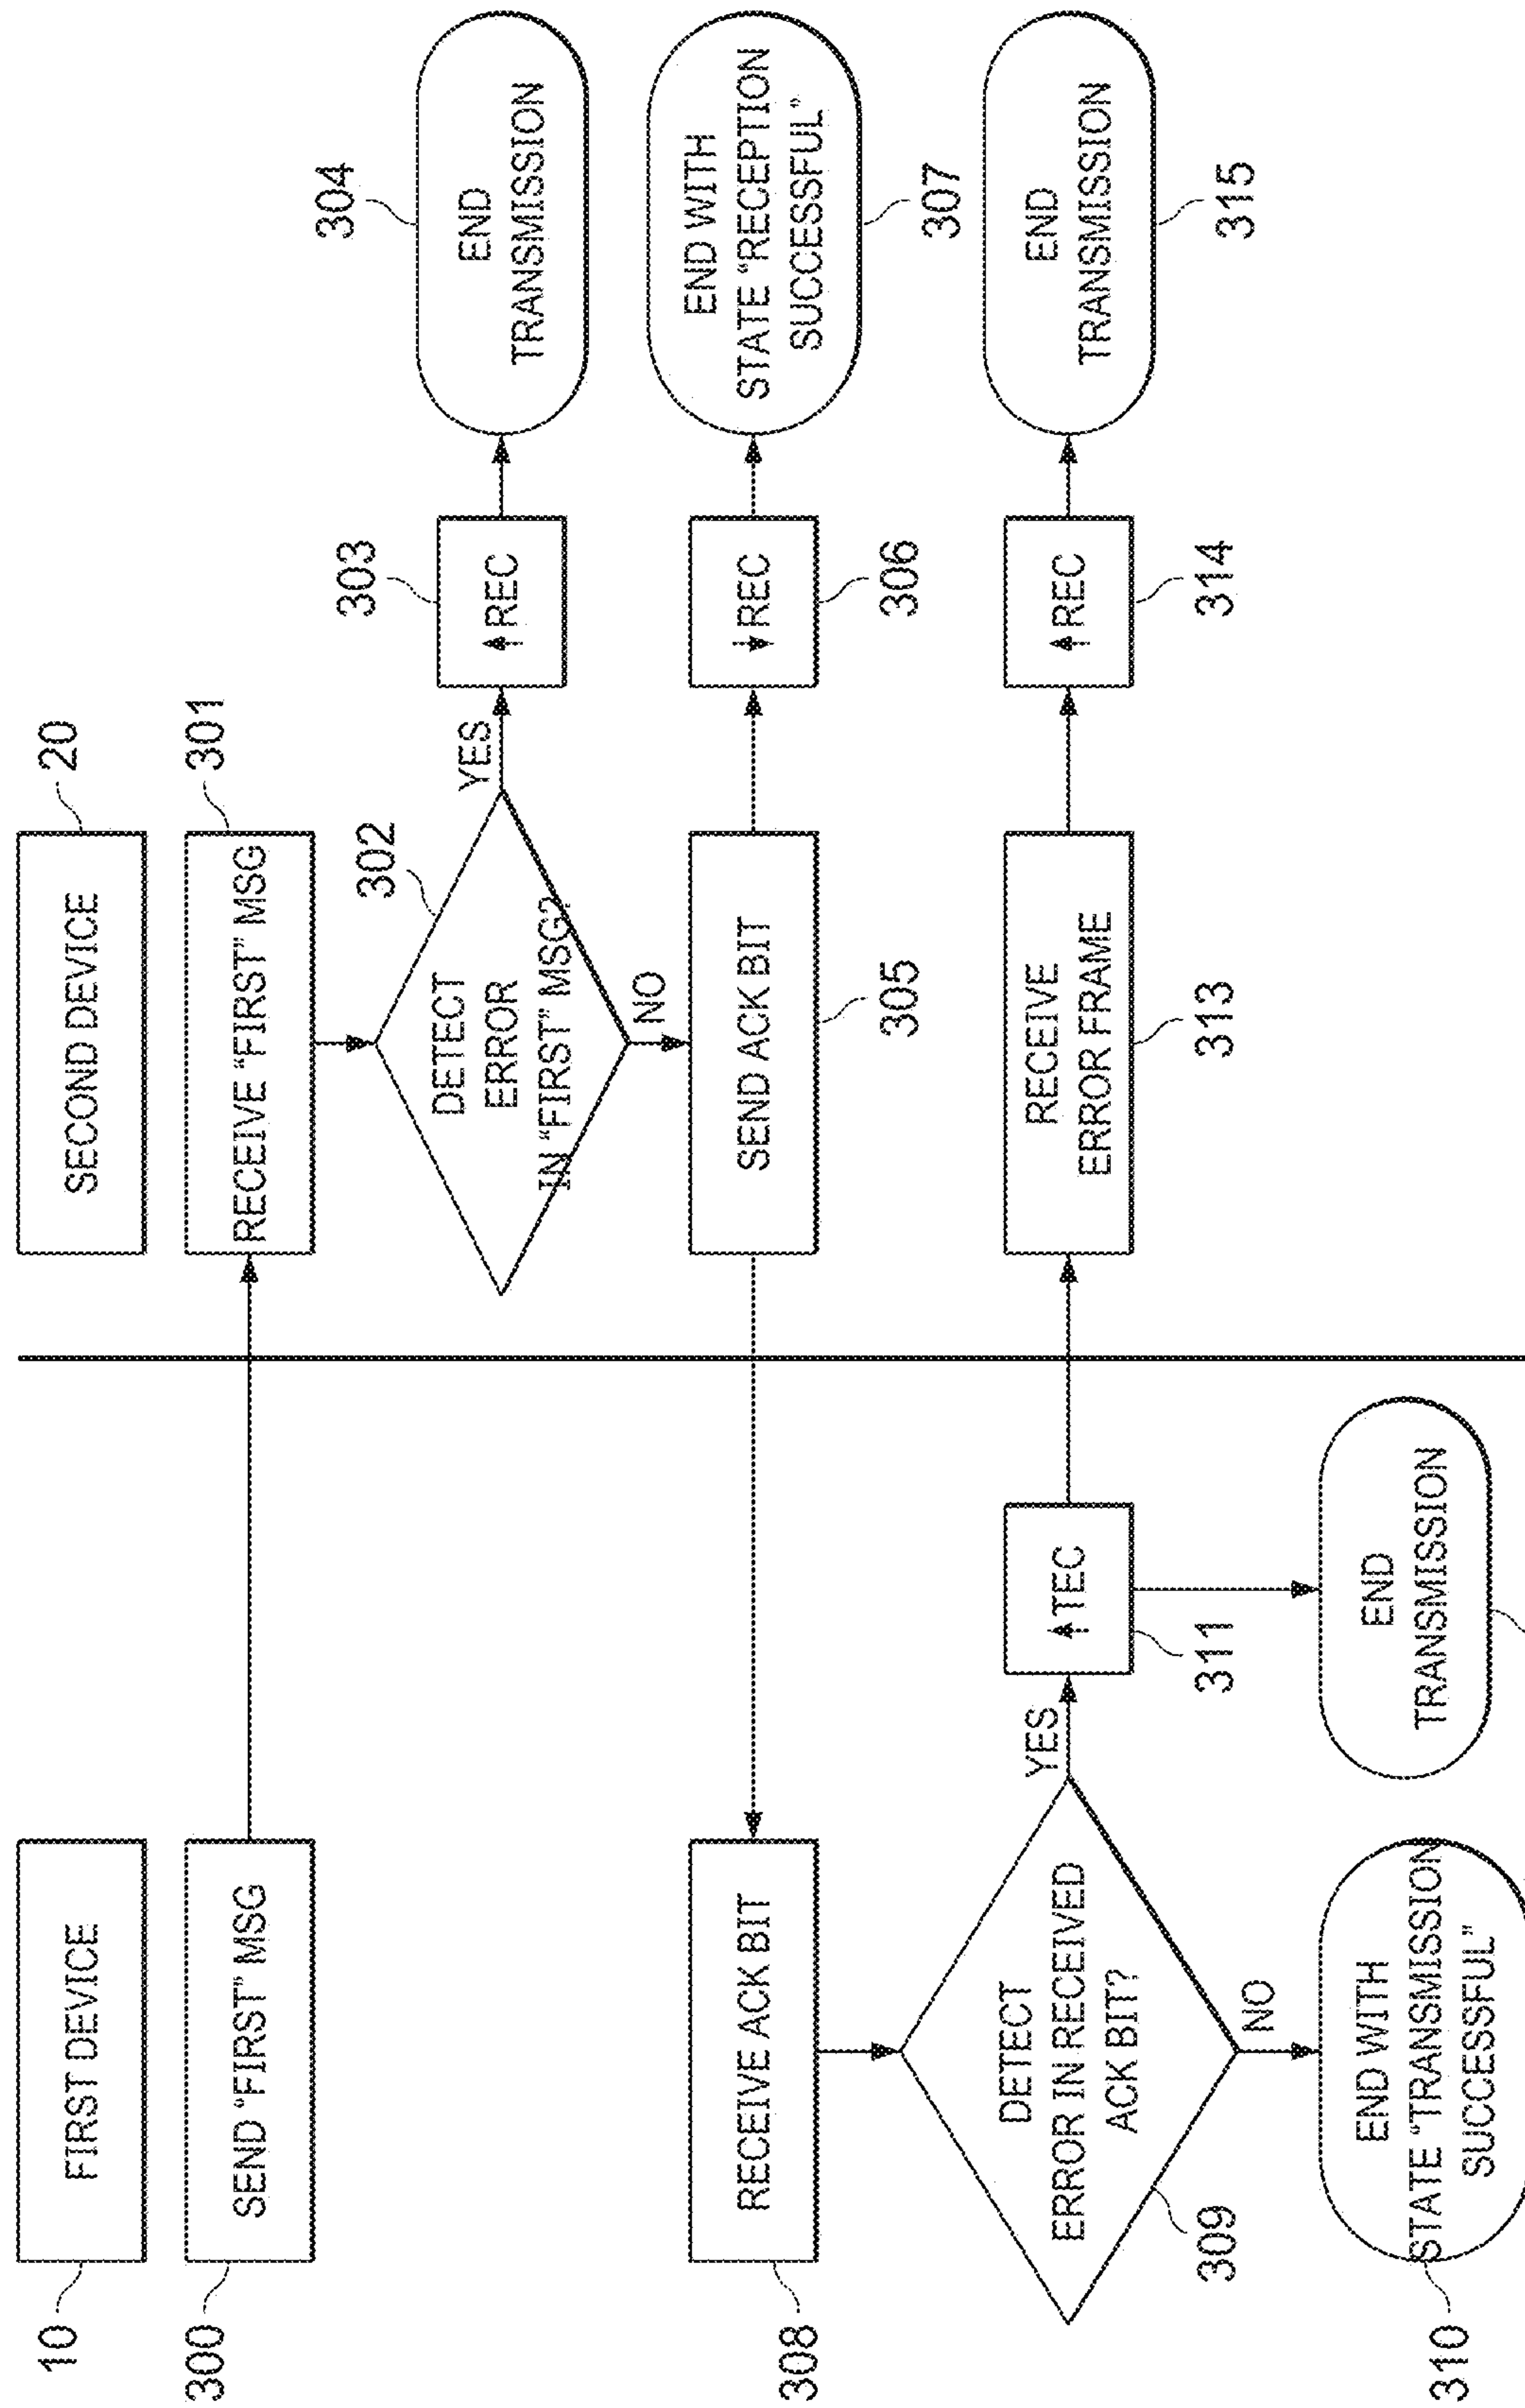 10
FIRST DEVICE
SECOND DEVICE
20
300
SEND "FIRST" MSG
RECEIVE "FIRST" MSG
301
302
DETECT
ERROR
IN "FIRST" MSG?
YES
NO
303
REC
304
END
TRANSMISSION
SEND ACK BIT
305
REC
306
END WITH
STATE "RECEPTION
SUCCESSFUL"
307
308
RECEIVE ACK BIT
DETECT
ERROR IN RECEIVED
ACK BIT?
309
YES
NO
TEC
311
RECEIVE
ERROR FRAME
313
REC
314
END
TRANSMISSION
315
310
END WITH
STATE "TRANSMISSION
SUCCESSFUL"
END
TRANSMISSION